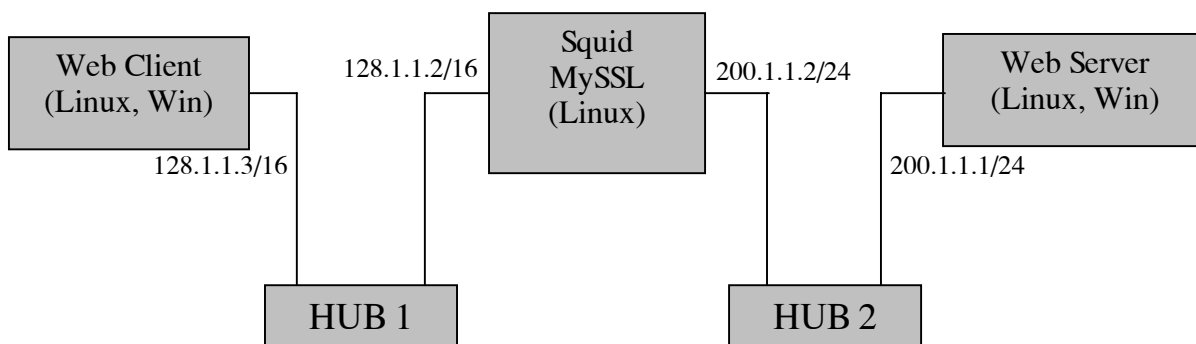 Web Client
(Linux, Win)
128.1.1.3/16
128.1.1.2/16
Squid
MySSL
(Linux)
200.1.1.2/24
Web Server
(Linux, Win)
200.1.1.1/24
HUB 1
HUB 2